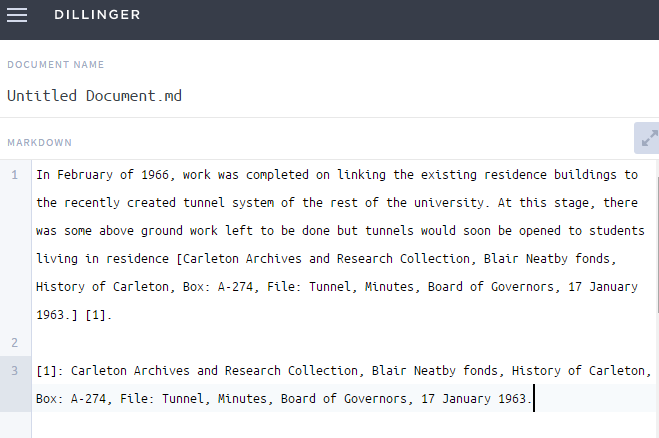 DILLINGER
DOCUMENT NAME
Untitled Document.md
MARKDOWN
1 In February of 1966, work was completed on linking the existing residence buildings to
the recently created tunnel system of the rest of the university. At this stage, there
was some above ground work left to be done but tunnels would soon be opened to students
living in residence [Carleton Archives and Research Collection, Blair Neatby fonds,
History of Carleton, Box: A-274, File: Tunnel, Minutes, Board of Governors, 17 January
1963.] [1].
2
3 [1]: Carleton Archives and Research Collection, Blair Neatby fonds, History of Carleton,
Box: A-274, File: Tunnel, Minutes, Board of Governors, 17 January 1963.